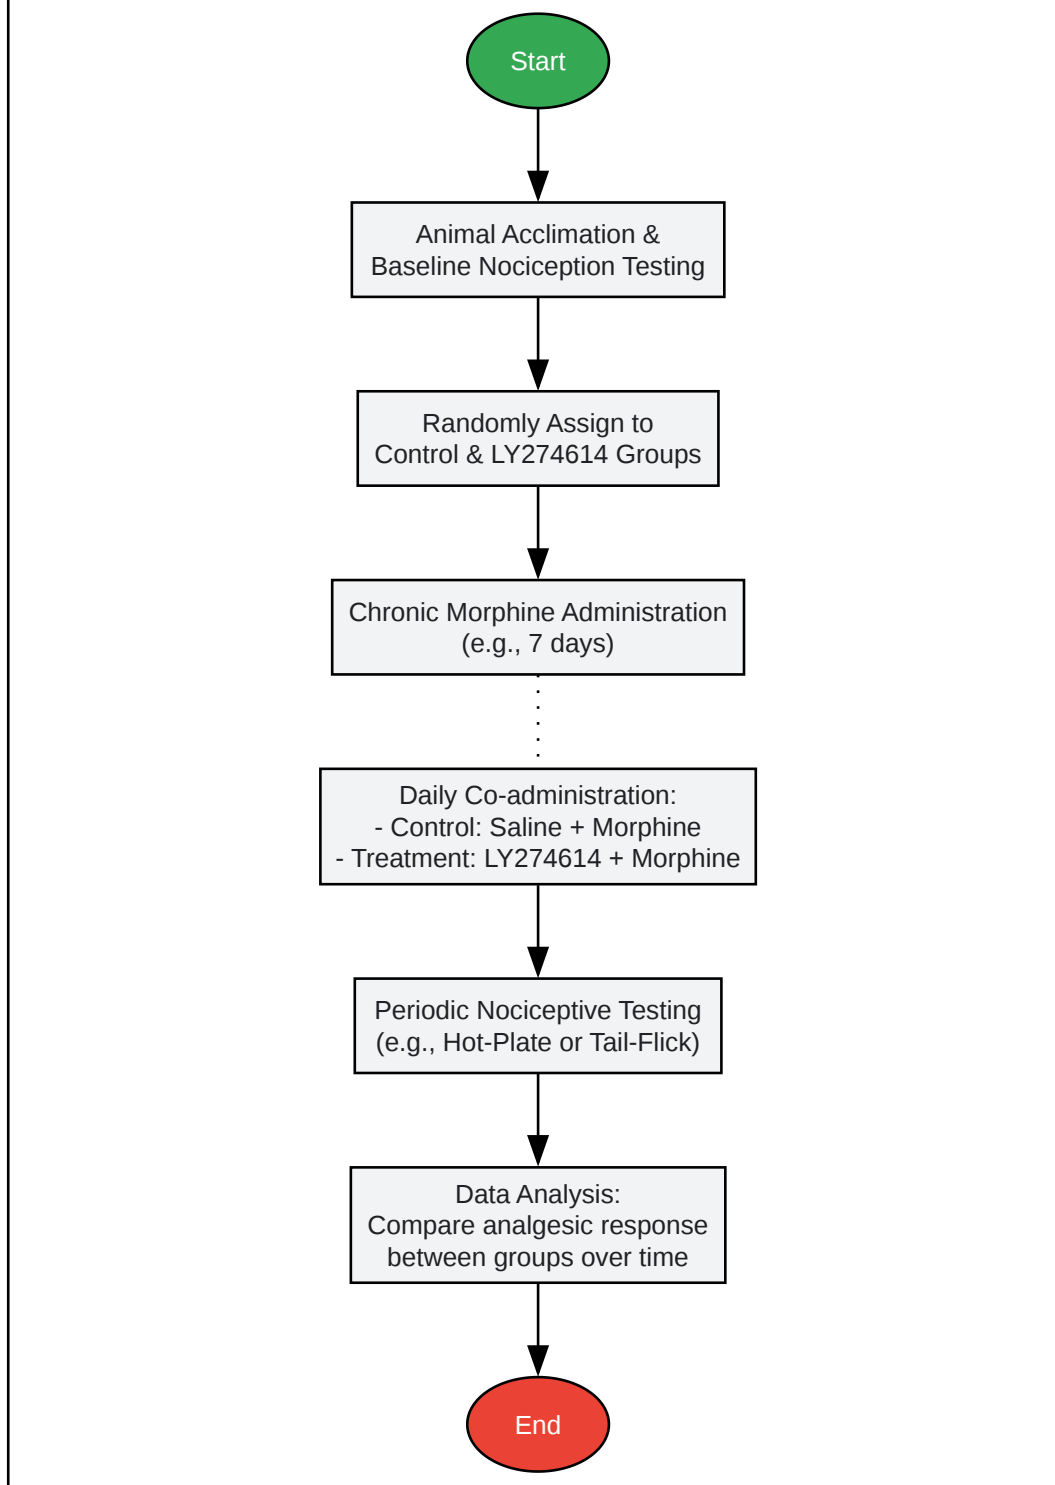 Start
Animal Acclimation &
Baseline Nociception Testing
Randomly Assign to
Control & LY274614 Groups
Chronic Morphine Administration
(e.g., 7 days)
Daily Co-administration:
- Control: Saline + Morphine
- Treatment: LY274614 + Morphine
Periodic Nociceptive Testing
(e.g., Hot-Plate or Tail-Flick)
Data Analysis:
Compare analgesic response
between groups over time
End